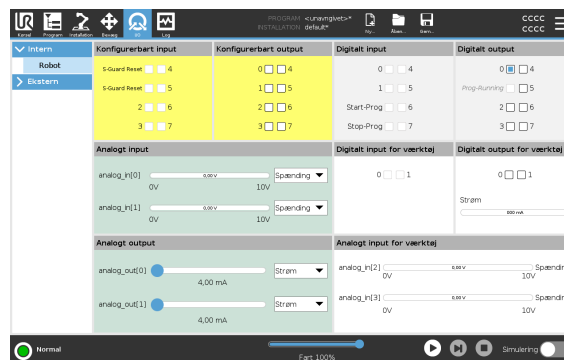 PROGRAM <unavngivet>*
INSTALLATION default*
CCCC
CCCC
Kørsel Program Installation Bevæg I/O Log Ny... Åben... Gem...
Intern
Robot
Ekstern
Konfigurerbart input
S-Guard Reset 4
S-Guard Reset 5
2 6
3 7
Konfigurerbart output
0 4
1 5
2 6
3 7
Digitalt input
0 4
1 5
Start-Prog 6
Stop-Prog 7
Digitalt output
0 4
Prog-Running 5
2 6
3 7
Analogt input
analog_in[0] 0,00 V Spænding
0V 10V
analog_in[1] 0,00 V Spænding
0V 10V
Digitalt input for værktøj
0 1
Digitalt output for værktøj
0 1
Strøm
000 mA
Analogt output
analog_out[0] Strøm
4,00 mA
analog_out[1] Strøm
4,00 mA
Analogt input for værktøj
analog_in[2] 0,00 V Spændin
0V 10V
analog_in[3] 0,00 V Spændin
0V 10V
Normal
Fart 100%
Simulering